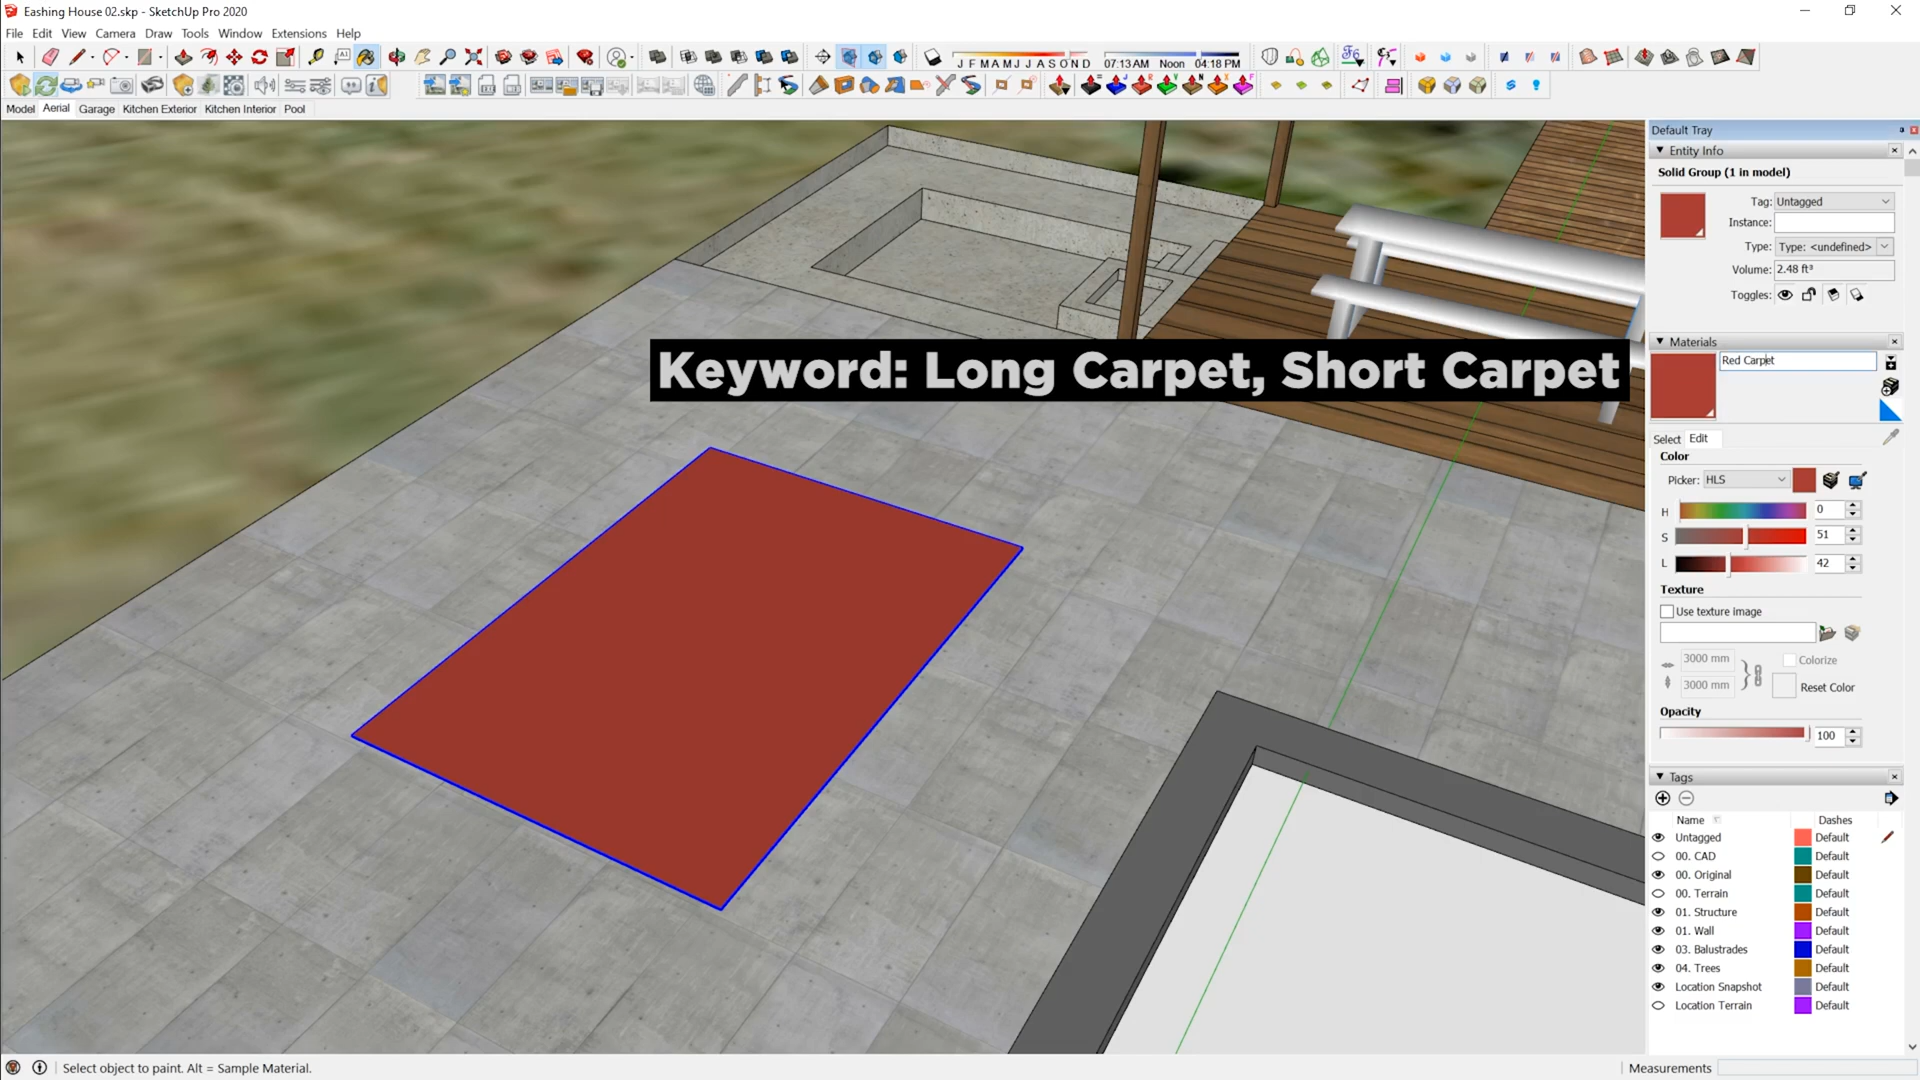 Eashing House 02.skp - SketchUp Pro 2020
File Edit View Camera Draw Tools Window Extensions Help
J F M A M J J A S O N D 07:13 AM Noon 04:18 PM
Model Aerial Garage Kitchen Exterior Kitchen Interior Pool
Default Tray
Entity Info
Solid Group (1 in model)
Tag: Untagged
Instance:
Type: Type: <undefined>
Volume: 2.48 ft³
Toggles:
Materials
Red Carpet
Keyword: Long Carpet, Short Carpet
Select Edit
Color
Picker: HLS
H 0
S 51
L 42
Texture
Use texture image
3000 mm Colorize
3000 mm Reset Color
Opacity
100
Tags
Name Dashes
Untagged Default
00. CAD Default
00. Original Default
00. Terrain Default
01. Structure Default
01. Wall Default
03. Balustrades Default
04. Trees Default
Location Snapshot Default
Location Terrain Default
Select object to paint. Alt = Sample Material. Measurements